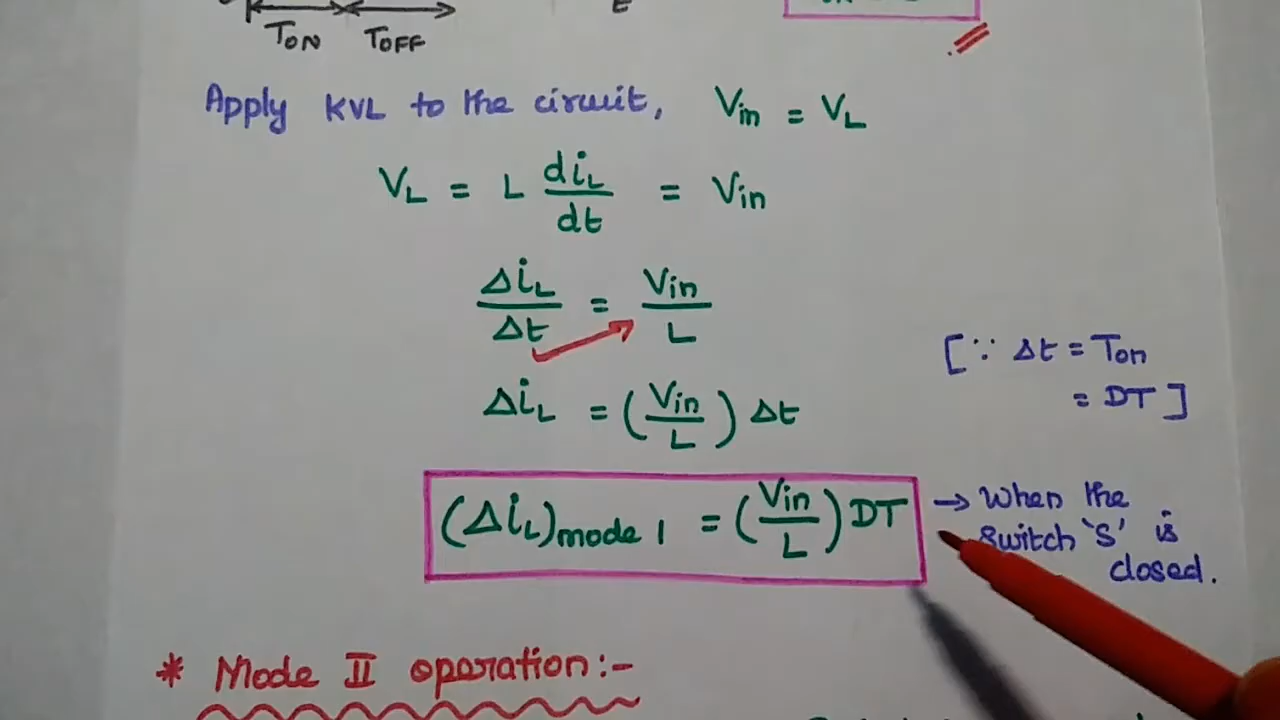 TON TOFF
Apply KVL to the circuit, Vin = VL
VL = L diL/dt = Vin
ΔiL/Δt = Vin/L
[∵ Δt = Ton
= DT]
ΔiL = (Vin/L) Δt
(ΔiL)mode 1 = (Vin/L) DT
→ When the
switch 'S' is
closed.
* Mode II operation:-